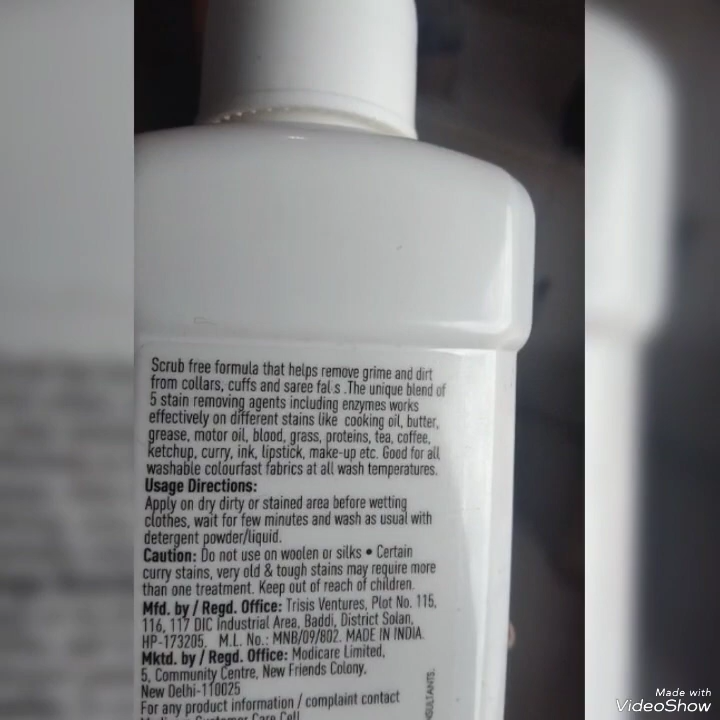 Scrub free formula that helps remove grime and dirt
from collars, cuffs and saree fal s .The unique blend of
5 stain removing agents including enzymes works
effectively on different stains like cooking oil, butter,
grease, motor oil, blood, grass, proteins, tea, coffee,
ketchup, curry, ink, lipstick, make-up etc. Good for all
washable colourfast fabrics at all wash temperatures.
Usage Directions:
Apply on dry dirty or stained area before wetting
clothes, wait for few minutes and wash as usual with
detergent powder/liquid.
Caution: Do not use on woolen or silks • Certain
curry stains, very old & tough stains may require more
than one treatment. Keep out of reach of children.
Mfd. by / Regd. Office: Trisis Ventures, Plot No. 115,
116, 117 DIC Industrial Area, Baddi, District Solan,
HP-173205. M.L. No.: MNB/09/802. MADE IN INDIA.
Mktd. by / Regd. Office: Modicare Limited,
5, Community Centre, New Friends Colony,
New Delhi-110025
For any product information / complaint contact
Customer Care Cell
Made with
VideoShow